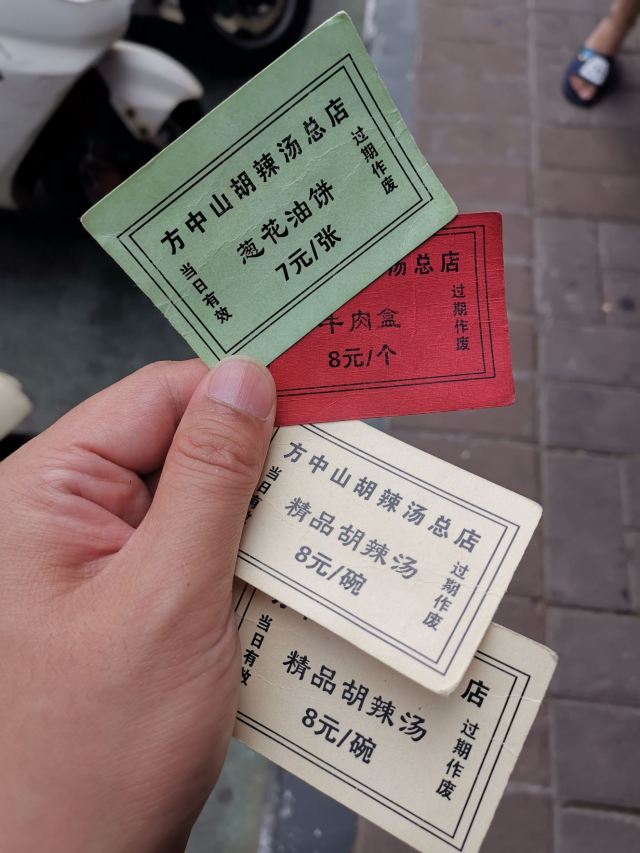 方中山胡辣汤总店
葱花油饼
7元/张
当日有效
过期作废
汤总店
牛肉盒
8元/个
过期作废
方中山胡辣汤总店
精品胡辣汤
8元/碗
当日有
过期作废
店
精品胡辣汤
8元/碗
当日有效
过期作废